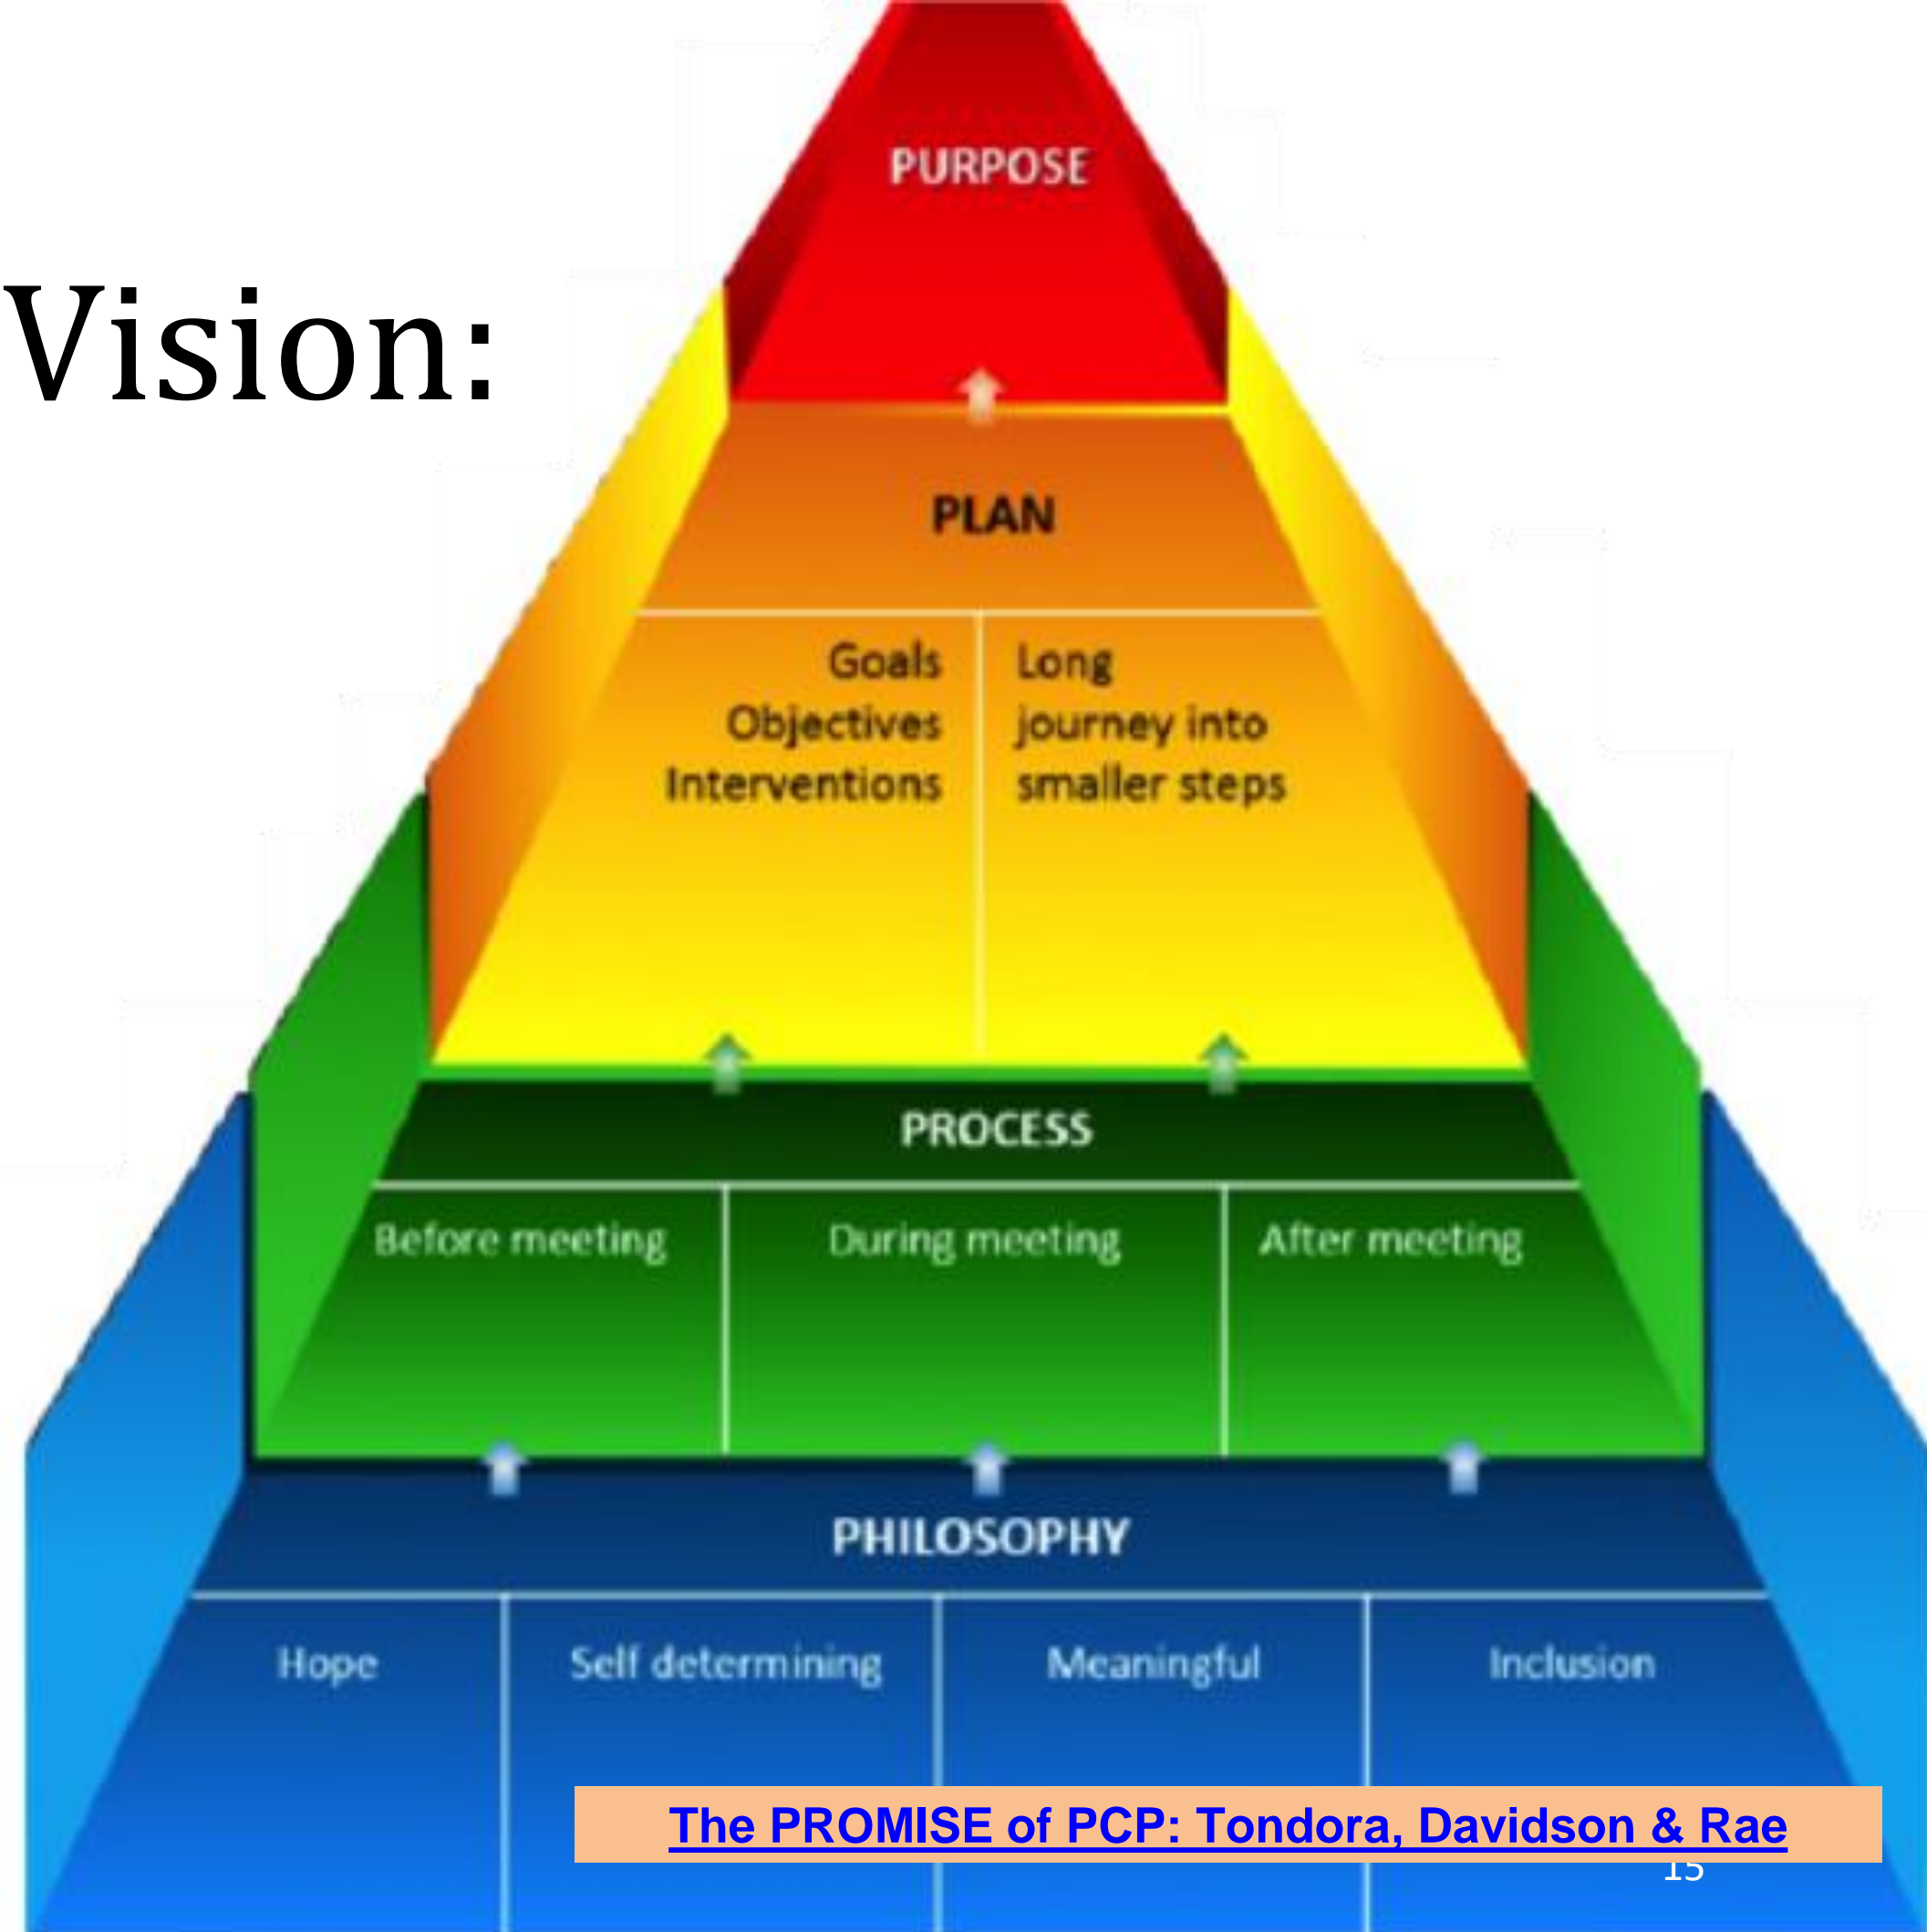 PURPOSE
Vision:
PLAN
Goals
Objectives
Interventions
Long
journey into
smaller steps
PROCESS
Before meeting
During meeting
After meeting
PHILOSOPHY
Hope
Self determining
Meaningful
Inclusion
The PROMISE of PCP: Tondora, Davidson & Rae
15